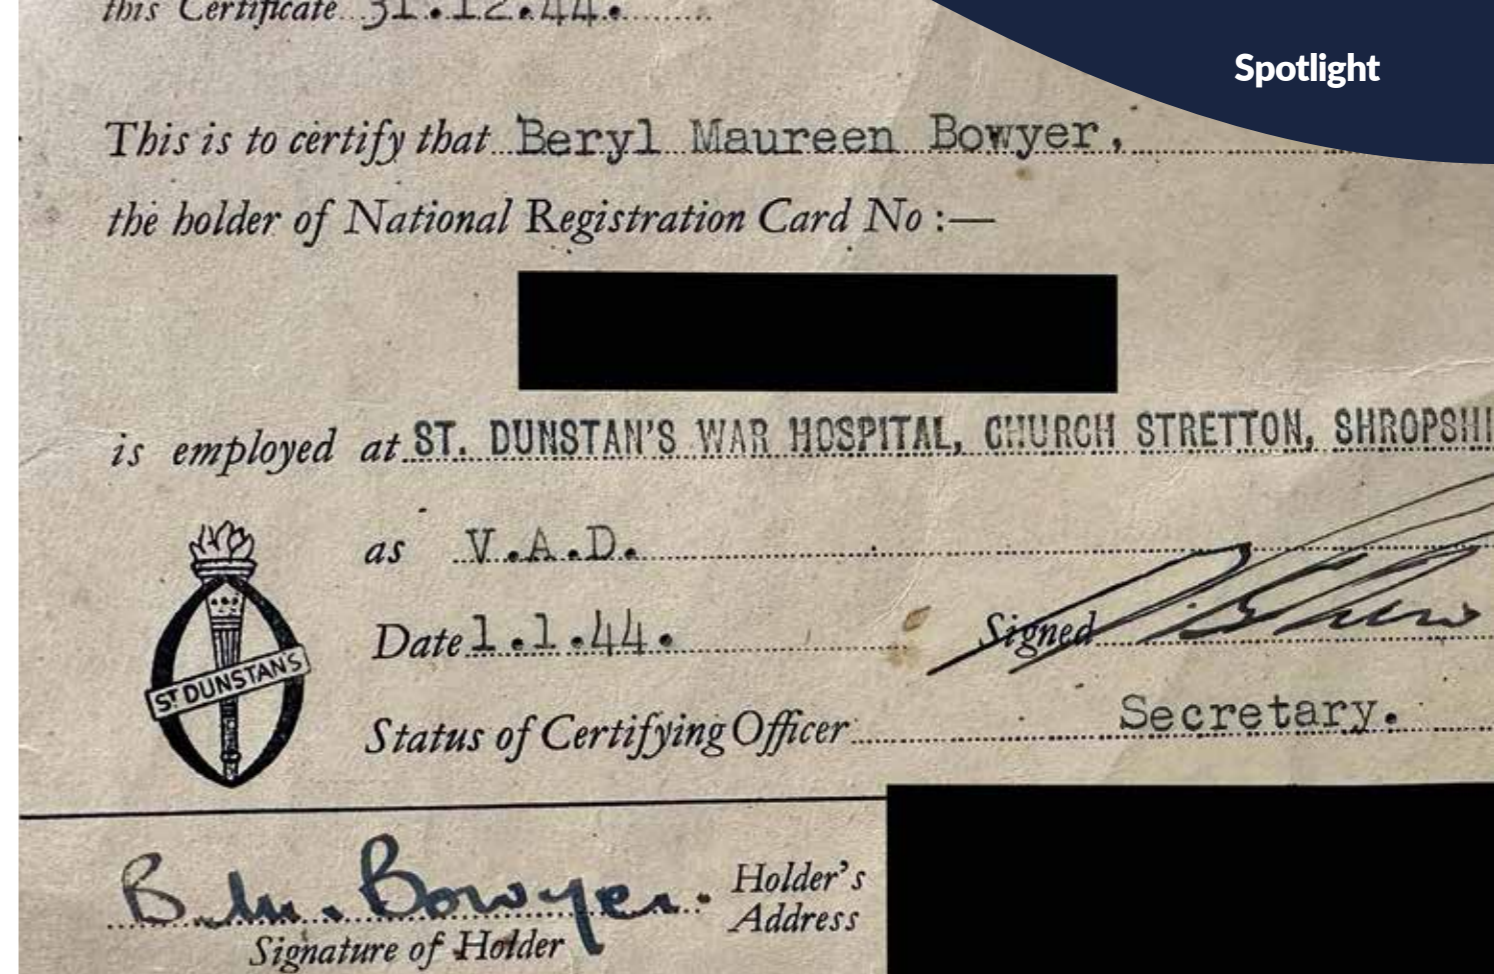 Spotlight
this Certificate 31.12.44.
This is to certify that Beryl Maureen Bowyer,
the holder of National Registration Card No :—
is employed at ST. DUNSTAN'S WAR HOSPITAL, CHURCH STRETTON, SHROPSHI
as V.A.D.
Date 1.1.44. Signed
ST DUNSTAN'S
Status of Certifying Officer Secretary.
B.M. Bowyer. Holder's
Address
Signature of Holder